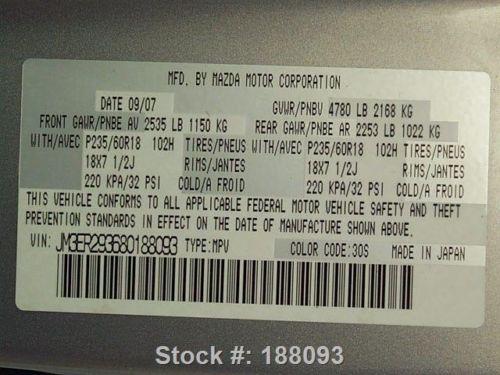 MFD. BY MAZDA MOTOR CORPORATION
DATE 09/07 GVWR/PNBV 4780 LB 2168 KG
FRONT GAWR/PNBE AV 2535 LB 1150 KG REAR GAWR/PNBE AR 2253 LB 1022 KG
WITH/AVEC P235/60R18 102H TIRES/PNEUS WITH/AVEC P235/60R18 102H TIRES/PNEUS
18X7 1/2J RIMS/JANTES 18X7 1/2J RIMS/JANTES
220 KPA/32 PSI COLD/A FROID 220 KPA/32 PSI COLD/A FROID
THIS VEHICLE CONFORMS TO ALL APPLICABLE FEDERAL MOTOR VEHICLE SAFETY AND THEFT
PREVENTION STANDARDS IN EFFECT ON THE DATE OF MANUFACTURE SHOWN ABOVE.
VIN: JM3ER293680188093 TYPE:MPV COLOR CODE:30S MADE IN JAPAN
Stock #: 188093